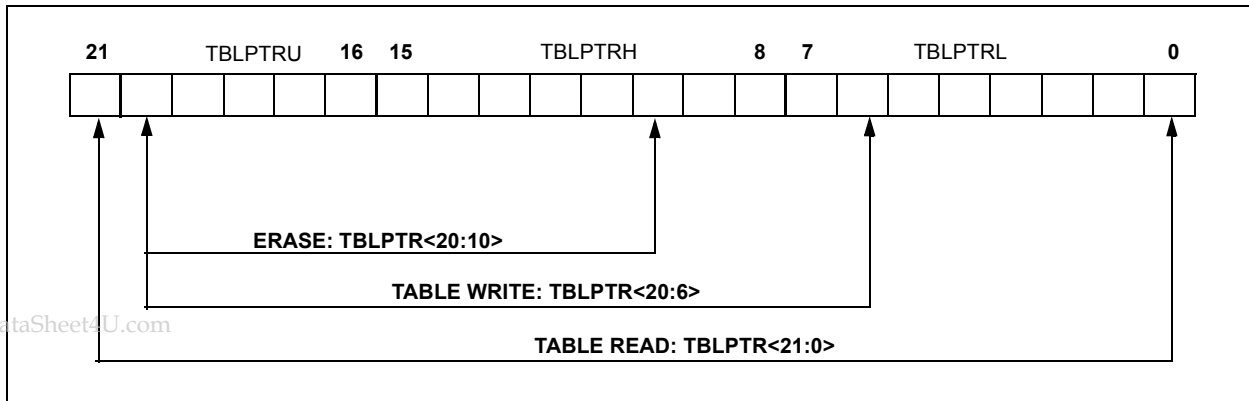 21 TBLPTRU 16 15 TBLPTRH 8 7 TBLPTRL 0
ERASE: TBLPTR<20:10>
TABLE WRITE: TBLPTR<20:6>
ataSheet4U.com
TABLE READ: TBLPTR<21:0>